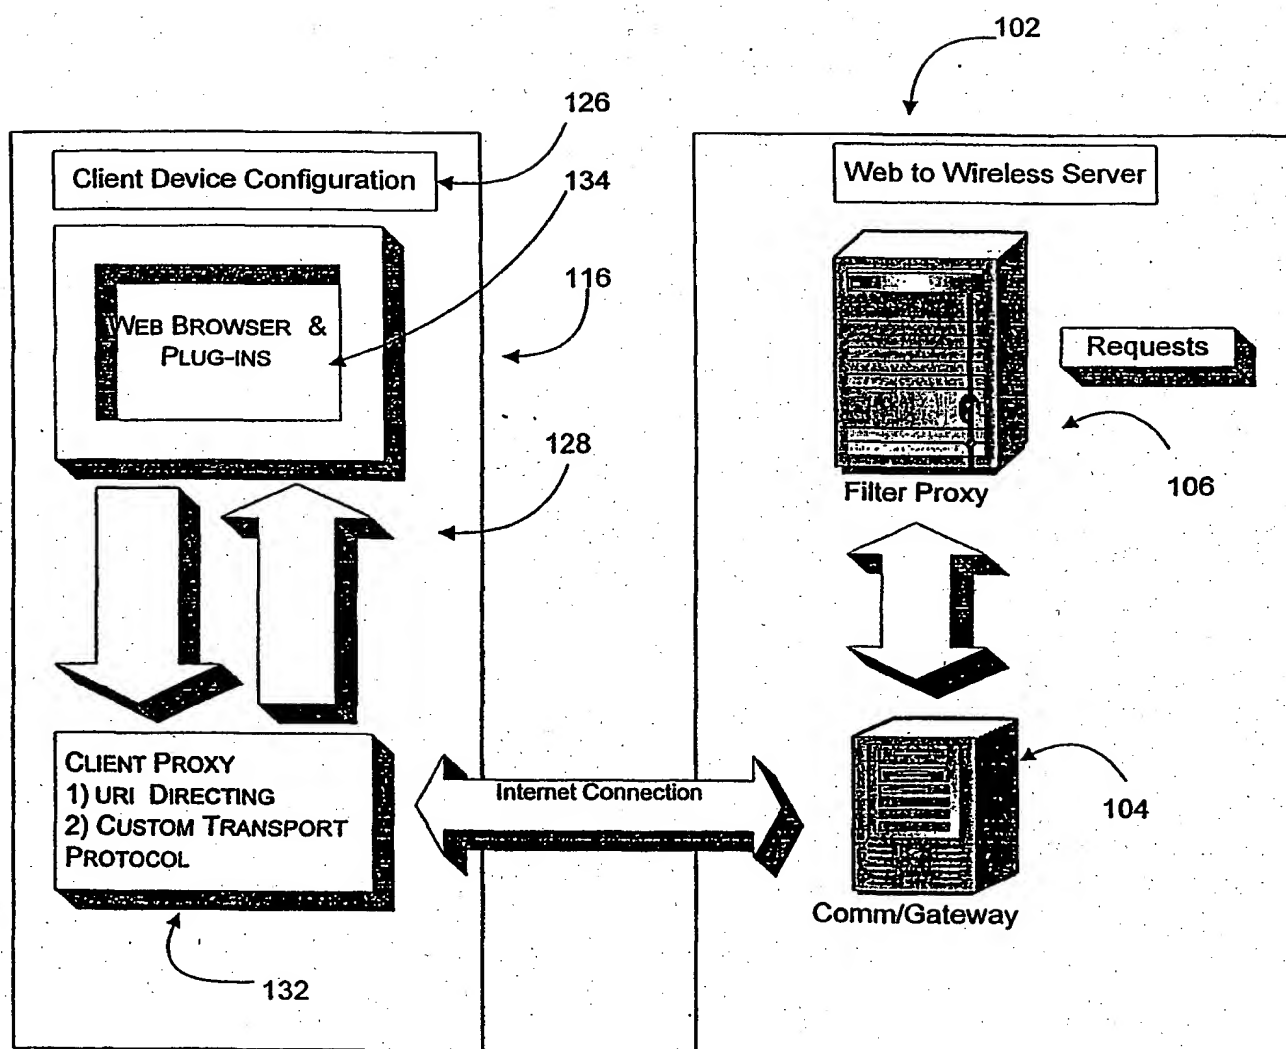 102
126
Client Device Configuration
134
Web to Wireless Server
116
WEB BROWSER &
PLUG-INS
Requests
128
106
Filter Proxy
CLIENT PROXY
1) URI DIRECTING
2) CUSTOM TRANSPORT
PROTOCOL
Internet Connection
104
Comm/Gateway
132